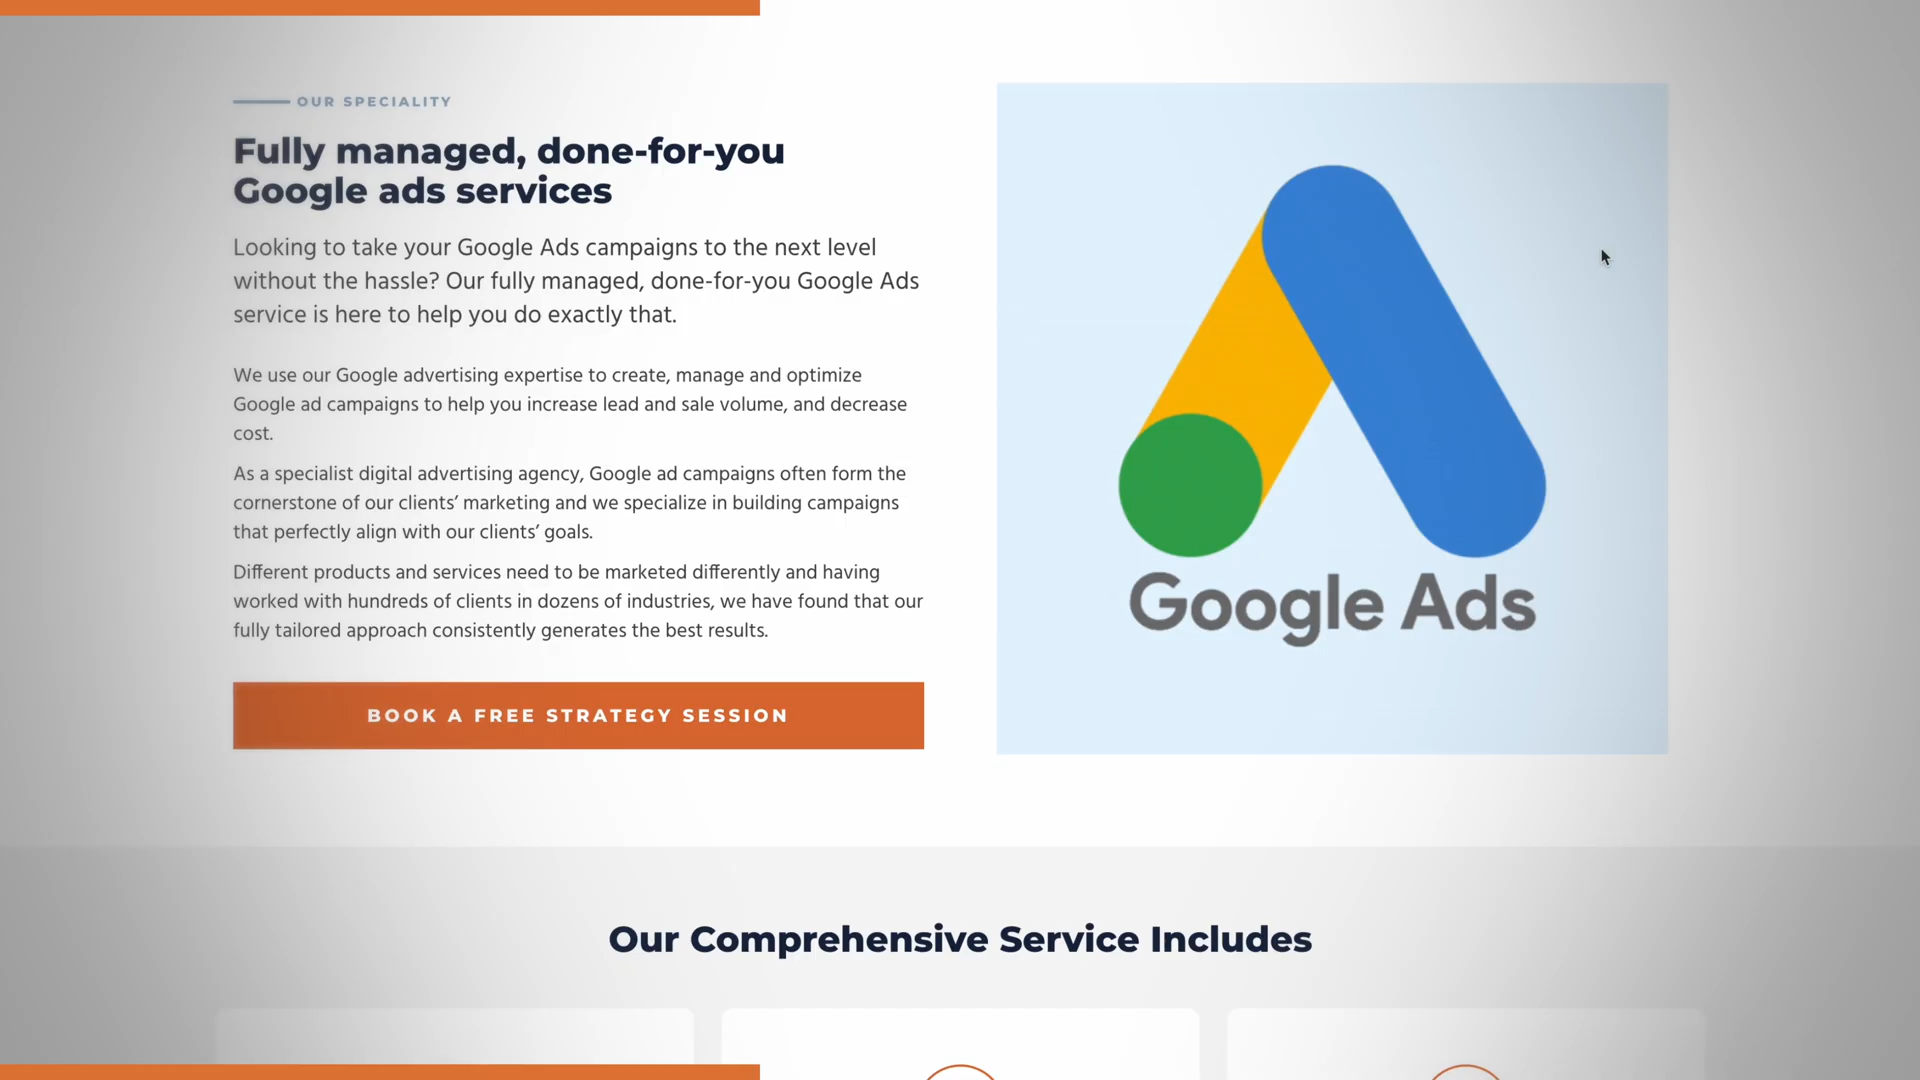 OUR SPECIALITY
Fully managed, done-for-you
Google ads services
Looking to take your Google Ads campaigns to the next level
without the hassle? Our fully managed, done-for-you Google Ads
service is here to help you do exactly that.
We use our Google advertising expertise to create, manage and optimize
Google ad campaigns to help you increase lead and sale volume, and decrease
cost.
As a specialist digital advertising agency, Google ad campaigns often form the
cornerstone of our clients’ marketing and we specialize in building campaigns
that perfectly align with our clients’ goals.
Different products and services need to be marketed differently and having
worked with hundreds of clients in dozens of industries, we have found that our
fully tailored approach consistently generates the best results.
BOOK A FREE STRATEGY SESSION
Google Ads
Our Comprehensive Service Includes